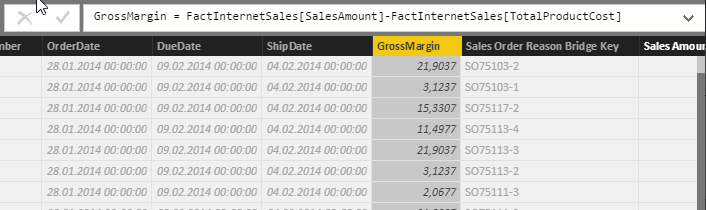 GrossMargin = FactInternetSales[SalesAmount]-FactInternetSales[TotalProductCost]
mber OrderDate DueDate ShipDate GrossMargin Sales Order Reason Bridge Key Sales Amour
28.01.2014 00:00:00 09.02.2014 00:00:00 04.02.2014 00:00:00 21,9037 SO75103-2
28.01.2014 00:00:00 09.02.2014 00:00:00 04.02.2014 00:00:00 3,1237 SO75103-1
28.01.2014 00:00:00 09.02.2014 00:00:00 04.02.2014 00:00:00 15,3307 SO75117-2
28.01.2014 00:00:00 09.02.2014 00:00:00 04.02.2014 00:00:00 11,4977 SO75113-4
28.01.2014 00:00:00 09.02.2014 00:00:00 04.02.2014 00:00:00 21,9037 SO75113-3
28.01.2014 00:00:00 09.02.2014 00:00:00 04.02.2014 00:00:00 3,1237 SO75113-2
28.01.2014 00:00:00 09.02.2014 00:00:00 04.02.2014 00:00:00 2,0677 SO75111-3